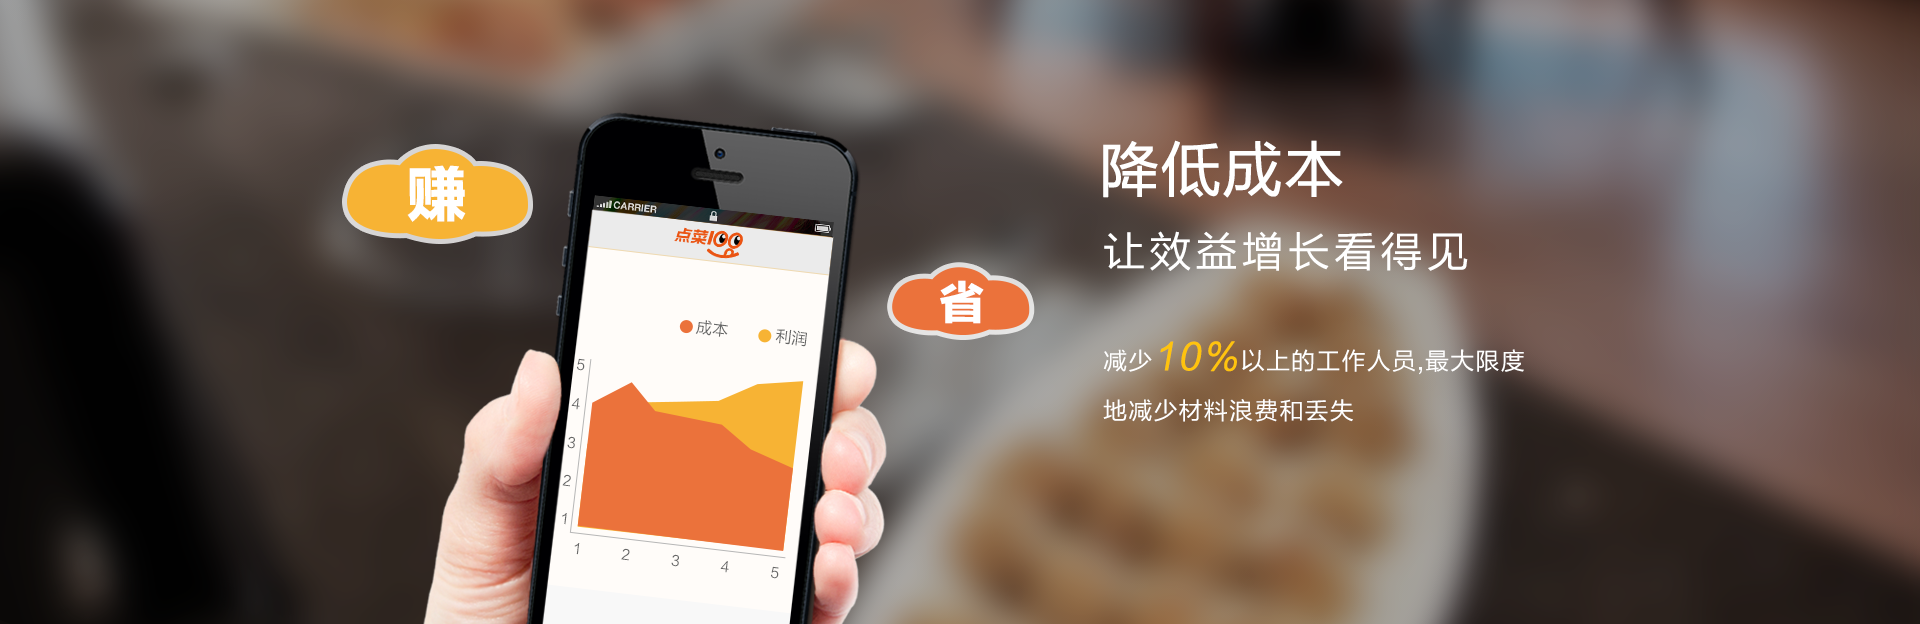 赚
CARRIER
点菜100
省
成本
利润
5
4
3
2
1
1
2
3
4
5
降低成本
让效益增长看得见
减少10%以上的工作人员,最大限度
地减少材料浪费和丢失